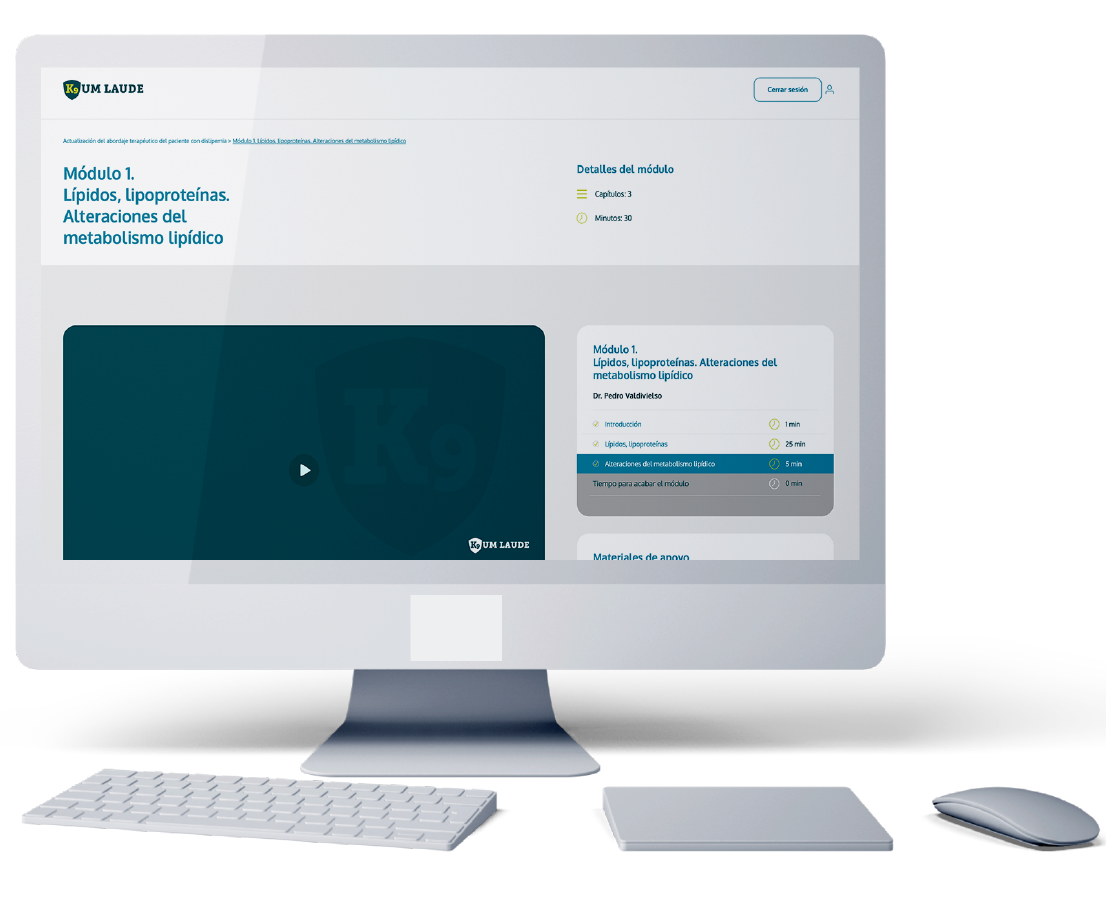 K9 UM LAUDE
Cerrar sesión
Actualización del abordaje terapéutico del paciente con dislipemia > Módulo 1. Lípidos, lipoproteínas. Alteraciones del metabolismo lipídico
Módulo 1.
Lípidos, lipoproteínas.
Alteraciones del
metabolismo lipídico
Detalles del módulo
Capítulos: 3
Minutos: 30
K9
K9 UM LAUDE
Módulo 1.
Lípidos, lipoproteínas. Alteraciones del
metabolismo lipídico
Dr. Pedro Valdivielso
Introducción 1 min
Lípidos, lipoproteínas 25 min
Alteraciones del metabolismo lipídico 5 min
Tiempo para acabar el módulo 0 min
Materiales de apoyo